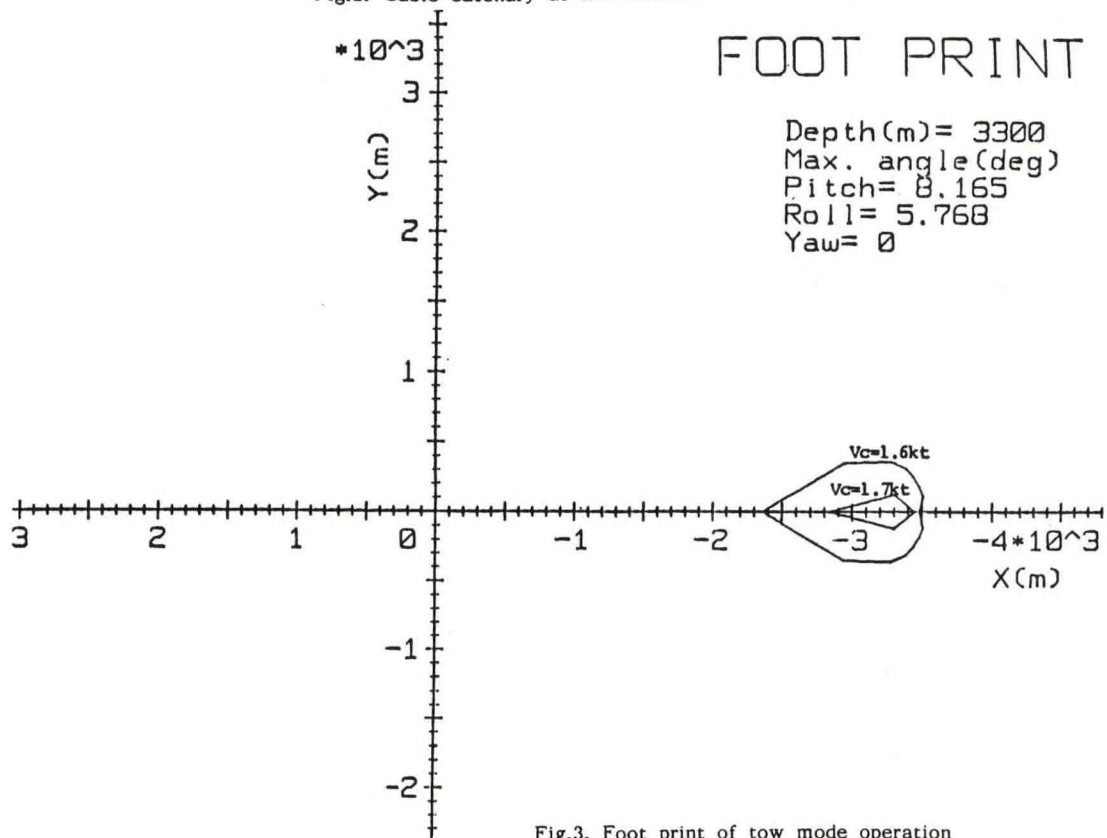 *10^3
FOOT PRINT
3
Depth(m)= 3300
Max. angle(deg)
Pitch= 8.165
Roll= 5.768
Yaw= 0
Y(m)
2
1
Vc=1.6kt
Vc=1.7kt
3 2 1 0 -1 -2 -3 -4*10^3
X(m)
-1
-2
Fig.3. Foot print of tow mode operation